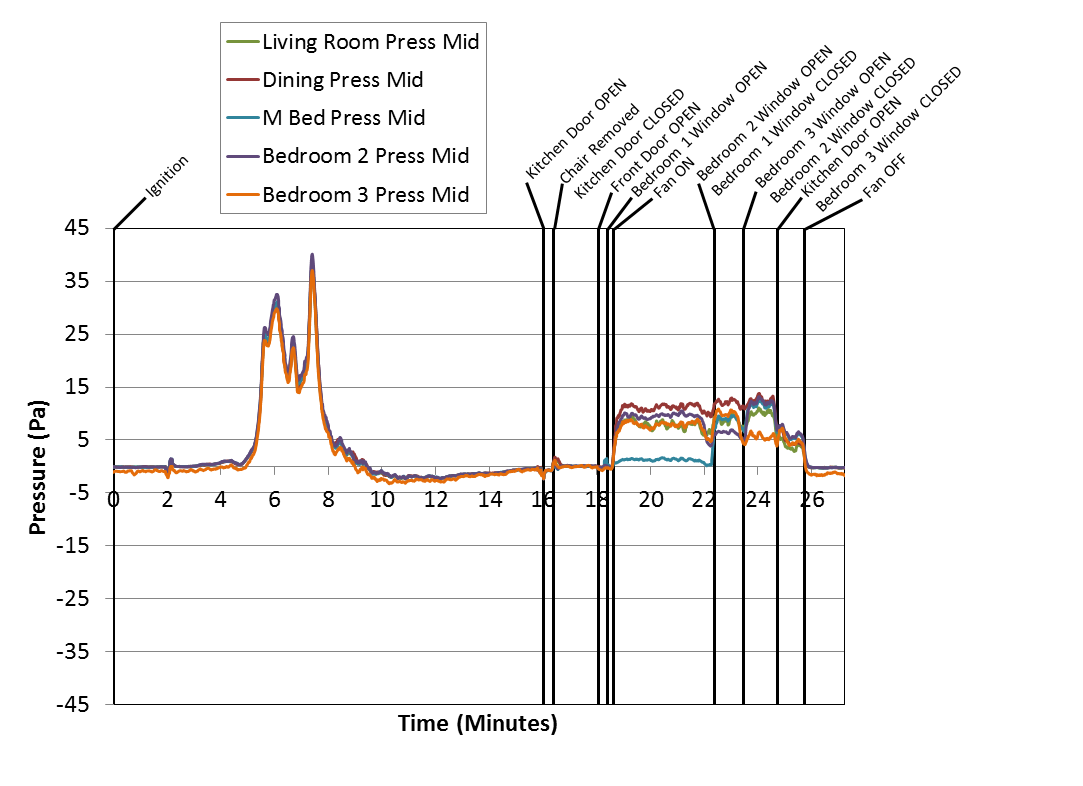 Living Room Press Mid
Dining Press Mid
M Bed Press Mid
Bedroom 2 Press Mid
Bedroom 3 Press Mid
Ignition
Kitchen Door OPEN
Chair Removed
Kitchen Door CLOSED
Front Door OPEN
Bedroom 1 Window OPEN
Fan ON
Bedroom 2 Window OPEN
Bedroom 1 Window CLOSED
Bedroom 3 Window OPEN
Bedroom 2 Window CLOSED
Kitchen Door OPEN
Bedroom 3 Window CLOSED
Fan OFF
45
35
25
15
5
-5
-15
-25
-35
-45
Pressure (Pa)
0 2 4 6 8 10 12 14 16 18 20 22 24 26
Time (Minutes)